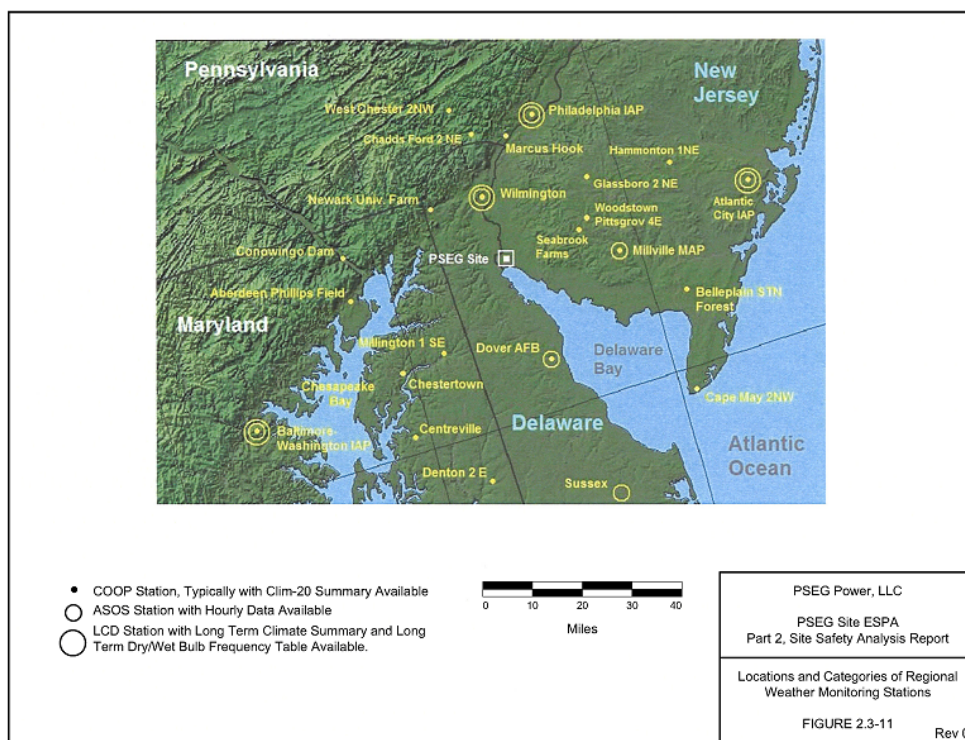 Pennsylvania
New
Jersey
West Chester 2NW
Philadelphia IAP
Chadds Ford 2 NE
Marcus Hook
Hammonton 1NE
Glassboro 2 NE
Newark Univ. Farm
Wilmington
Atlantic
City IAP
Woodstown
Pittsgrov 4E
Seabrook
Farms
Millville MAP
Conowingo Dam
PSEG Site
Aberdeen Phillips Field
Belleplain STN
Forest
Maryland
Millington 1 SE
Dover AFB
Delaware
Bay
Chesapeake
Bay
Chestertown
Cape May 2NW
Delaware
Baltimore-
Washington IAP
Centreville
Atlantic
Ocean
Denton 2 E
Sussex
COOP Station, Typically with Clim-20 Summary Available
ASOS Station with Hourly Data Available
LCD Station with Long Term Climate Summary and Long
Term Dry/Wet Bulb Frequency Table Available.
0 10 20 30 40
Miles
PSEG Power, LLC
PSEG Site ESPA
Part 2, Site Safety Analysis Report
Locations and Categories of Regional
Weather Monitoring Stations
FIGURE 2.3-11
Rev 0